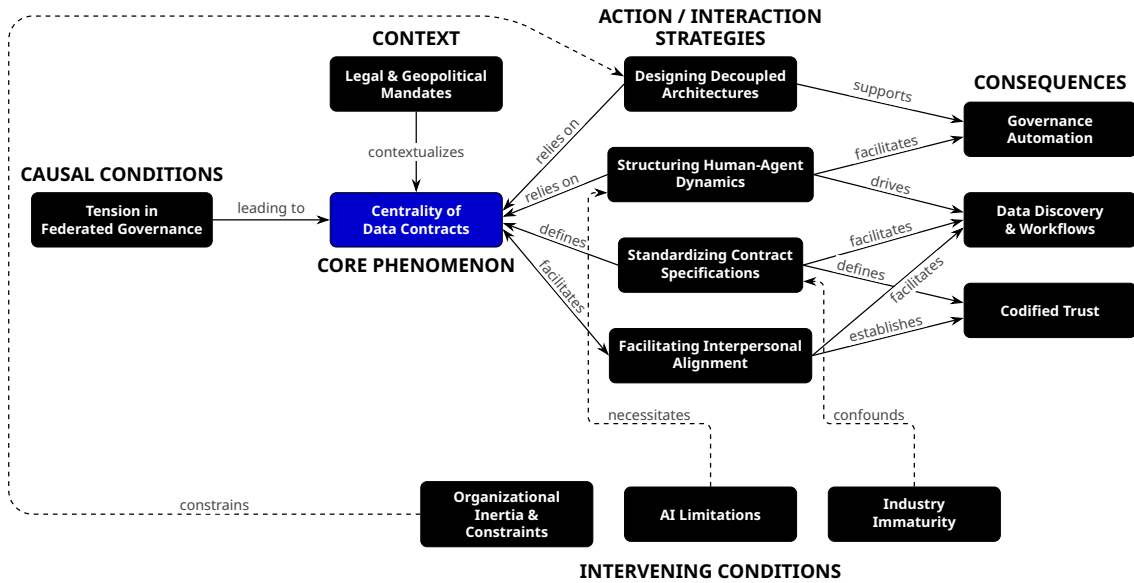 ACTION / INTERACTION
STRATEGIES
CONTEXT
Legal & Geopolitical
Mandates
Designing Decoupled
Architectures
CONSEQUENCES
supports
Governance
Automation
relies on
contextualizes
facilitates
Structuring Human-Agent
Dynamics
CAUSAL CONDITIONS
relies on
drives
Tension in
Federated Governance
leading to
Centrality of
Data Contracts
Data Discovery
& Workflows
defines
facilitates
Standardizing Contract
Specifications
CORE PHENOMENON
defines
facilitates
facilitates
Codified Trust
Facilitating Interpersonal
Alignment
establishes
necessitates
confounds
constrains
Organizational
Inertia &
Constraints
AI Limitations
Industry
Immaturity
INTERVENING CONDITIONS